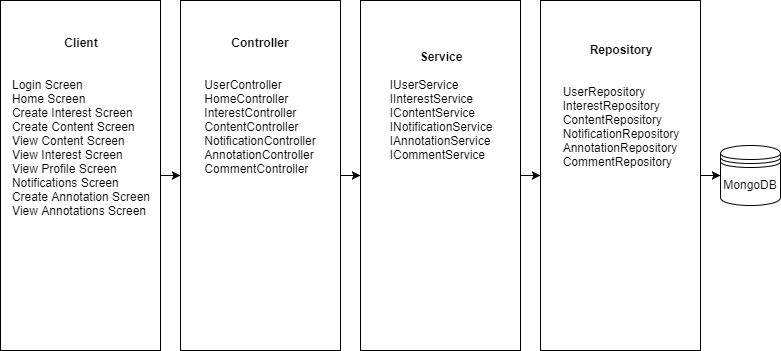 Client
Login Screen
Home Screen
Create Interest Screen
Create Content Screen
View Content Screen
View Interest Screen
View Profile Screen
Notifications Screen
Create Annotation Screen
View Annotations Screen
Controller
UserController
HomeController
InterestController
ContentController
NotificationController
AnnotationController
CommentController
Service
IUserService
IInterestService
IContentService
INotificationService
IAnnotationService
ICommentService
Repository
UserRepository
InterestRepository
ContentRepository
NotificationRepository
AnnotationRepository
CommentRepository
MongoDB